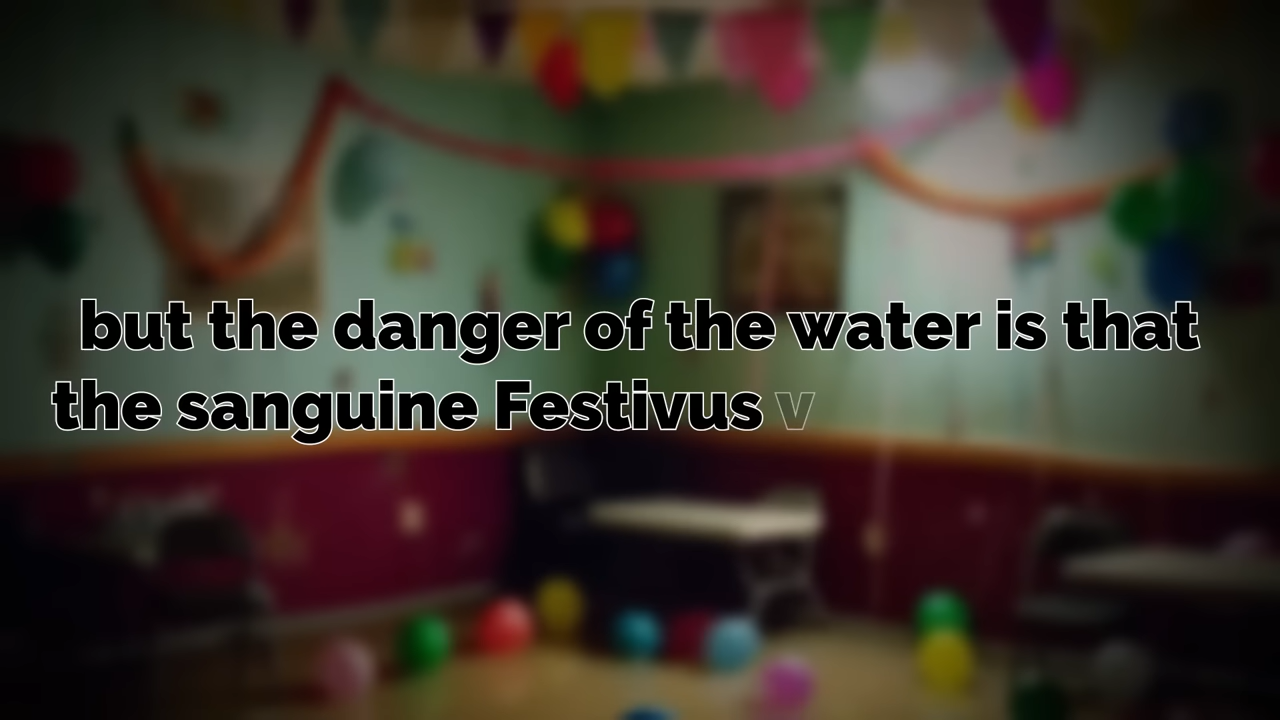 but the danger of the water is that
the sanguine Festivus v